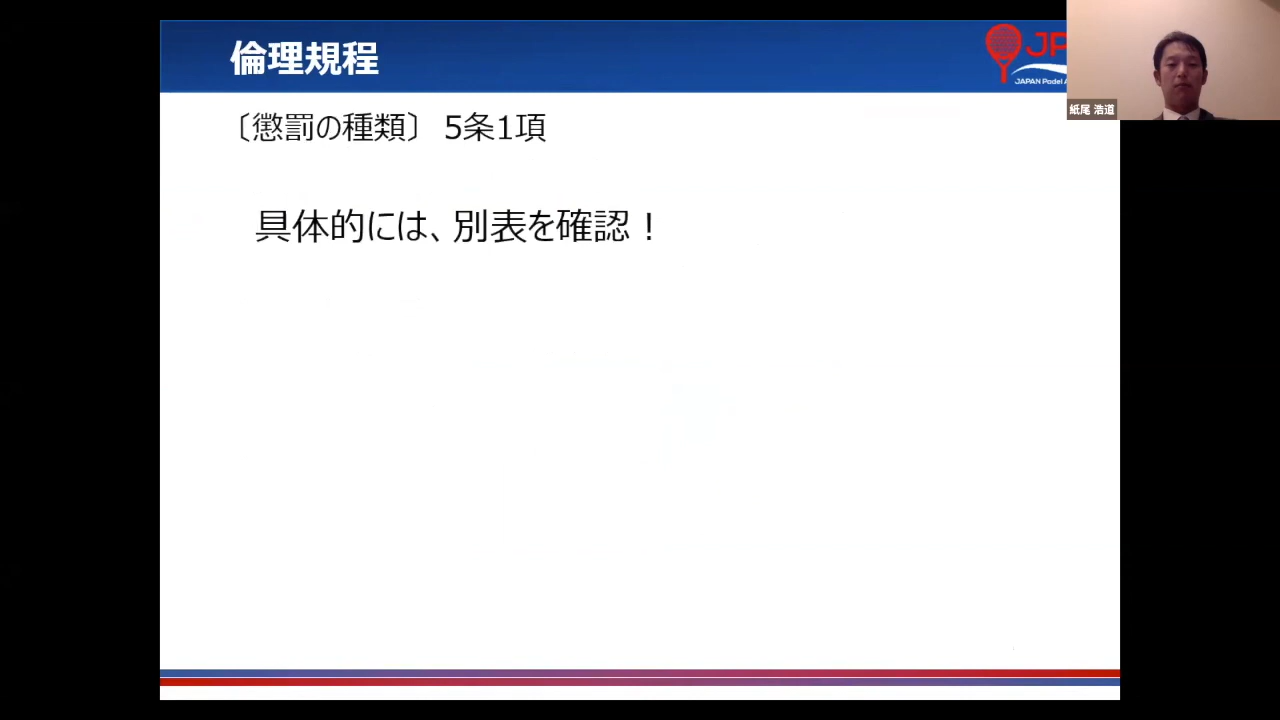 倫理規程
JP
JAPAN Padel
紙尾 浩道
〔懲罰の種類〕 5条1項
具体的には、別表を確認！